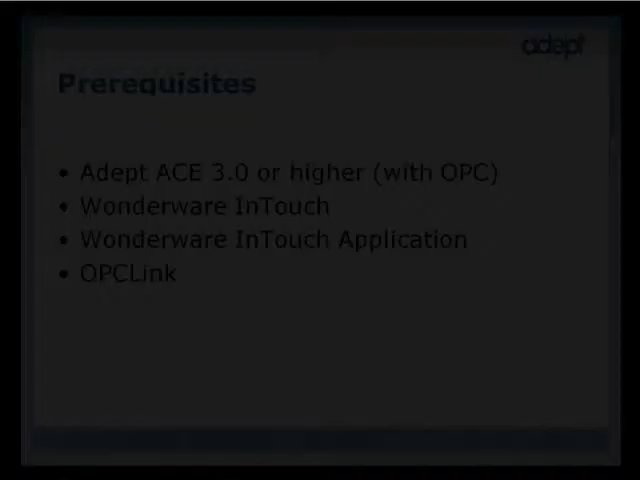 adept
Prerequisites
• Adept ACE 3.0 or higher (with OPC)
• Wonderware InTouch
• Wonderware InTouch Application
• OPCLink